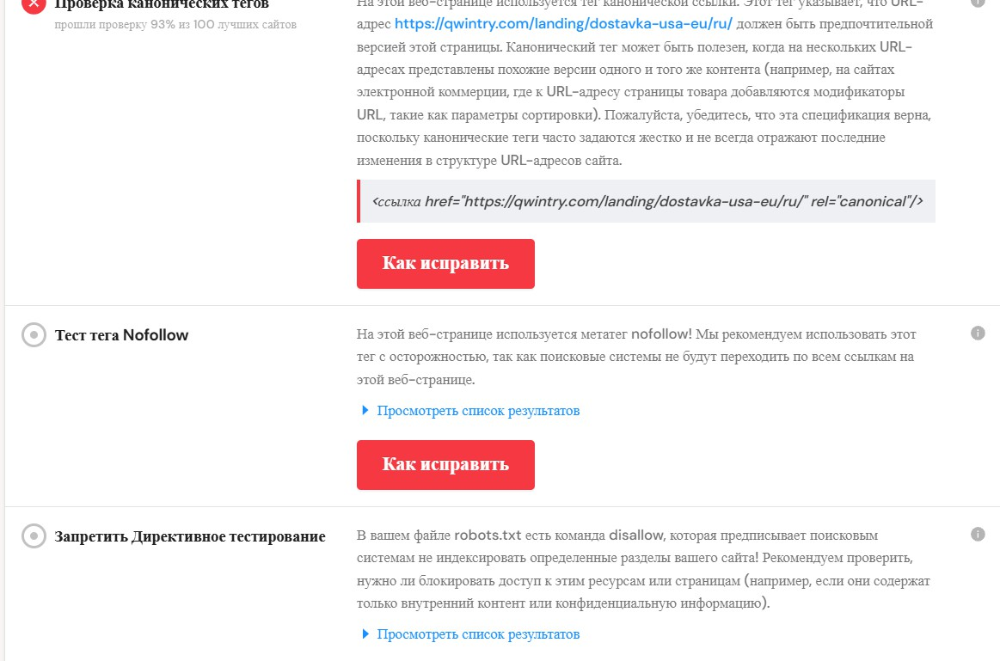 Проверка канонических тегов
прошли проверку 93% из 100 лучших сайтов
На этой веб-странице используется тег канонической ссылки. Этот тег указывает, что URL-
адрес https://qwintry.com/landing/dostavka-usa-eu/ru/ должен быть предпочтительной
версией этой страницы. Канонический тег может быть полезен, когда на нескольких URL-
адресах представлены похожие версии одного и того же контента (например, на сайтах
электронной коммерции, где к URL-адресу страницы товара добавляются модификаторы
URL, такие как параметры сортировки). Пожалуйста, убедитесь, что эта спецификация верна,
поскольку канонические теги часто задаются жестко и не всегда отражают последние
изменения в структуре URL-адресов сайта.
<ссылка href="https://qwintry.com/landing/dostavka-usa-eu/ru/" rel="canonical"/>
Как исправить
Тест тега Nofollow
На этой веб-странице используется метатег nofollow! Мы рекомендуем использовать этот
тег с осторожностью, так как поисковые системы не будут переходить по всем ссылкам на
этой веб-странице.
Просмотреть список результатов
Как исправить
Запретить Директивное тестирование
В вашем файле robots.txt есть команда disallow, которая предписывает поисковым
системам не индексировать определенные разделы вашего сайта! Рекомендуем проверить,
нужно ли блокировать доступ к этим ресурсам или страницам (например, если они содержат
только внутренний контент или конфиденциальную информацию).
Просмотреть список результатов